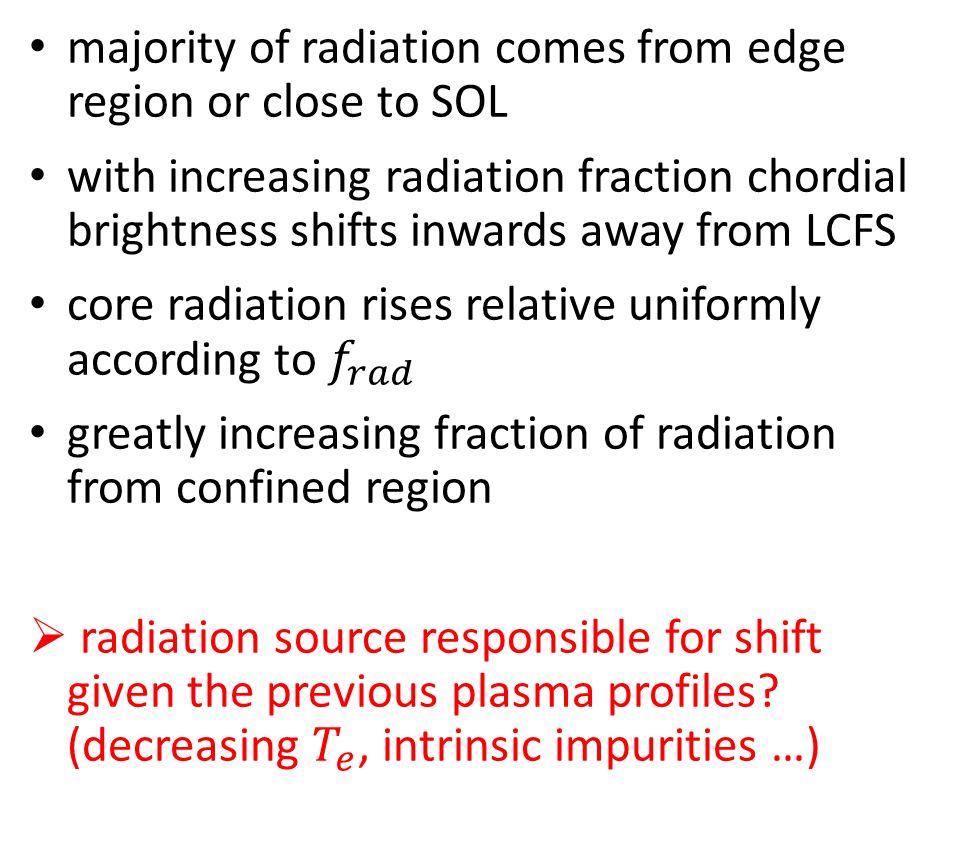 • majority of radiation comes from edge
region or close to SOL
• with increasing radiation fraction chordial
brightness shifts inwards away from LCFS
• core radiation rises relative uniformly
according to f_rad
• greatly increasing fraction of radiation
from confined region
➢ radiation source responsible for shift
given the previous plasma profiles?
(decreasing T_e, intrinsic impurities …)